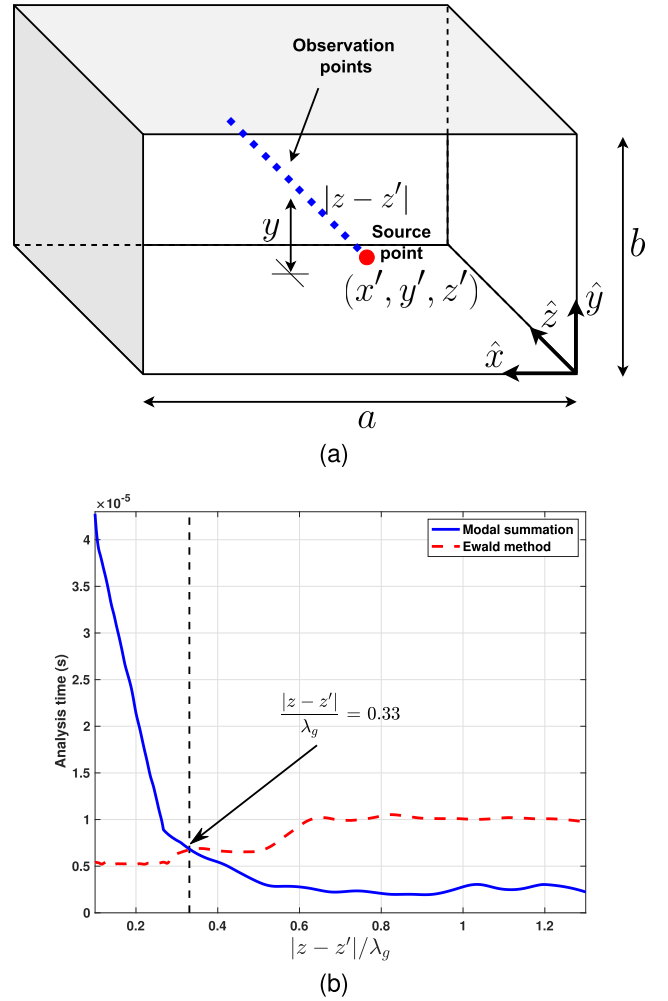 Observation
points
|z − z′|
y
Source
point
(x′, y′, z′)
b
ŷ
ẑ
x̂
a
(a)
×10⁻⁵
Modal summation
Ewald method
4
3.5
3
2.5
2
1.5
1
0.5
0
Analysis time (s)
|z − z′|
λg
= 0.33
0.2
0.4
0.6
0.8
1
1.2
|z − z′|/λg
(b)